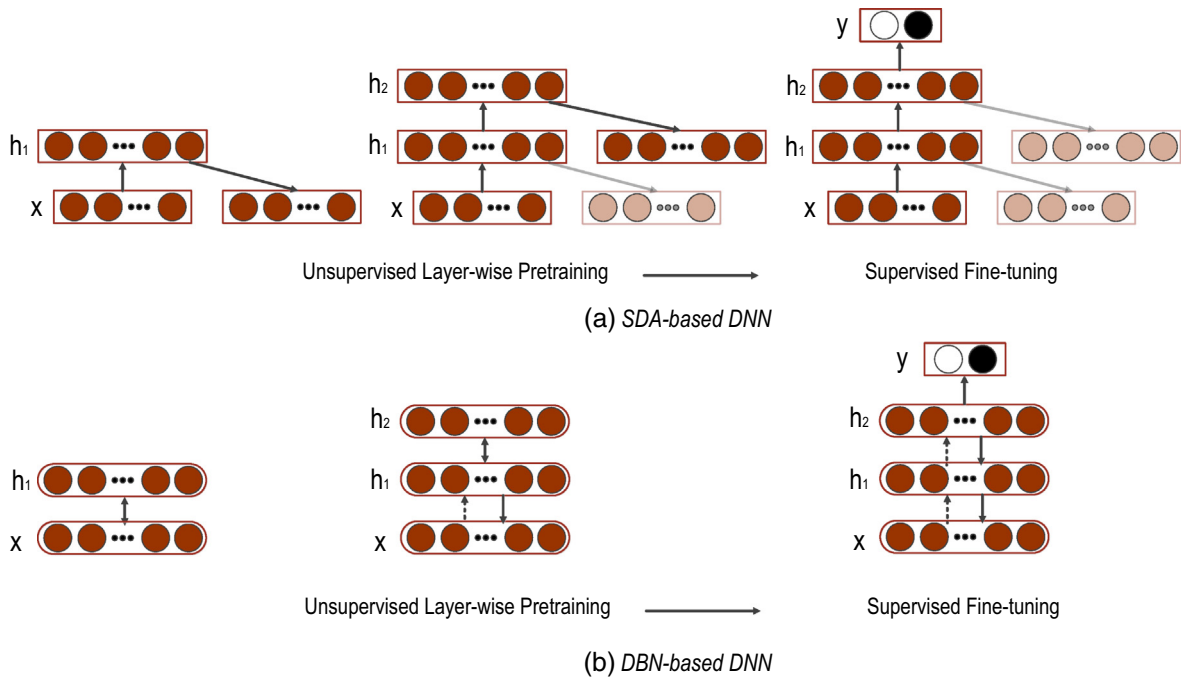 y
h2
h2
h1
h1
h1
x
x
x
Unsupervised Layer-wise Pretraining
Supervised Fine-tuning
(a) SDA-based DNN
y
h2
h2
h1
h1
h1
x
x
x
Unsupervised Layer-wise Pretraining
Supervised Fine-tuning
(b) DBN-based DNN